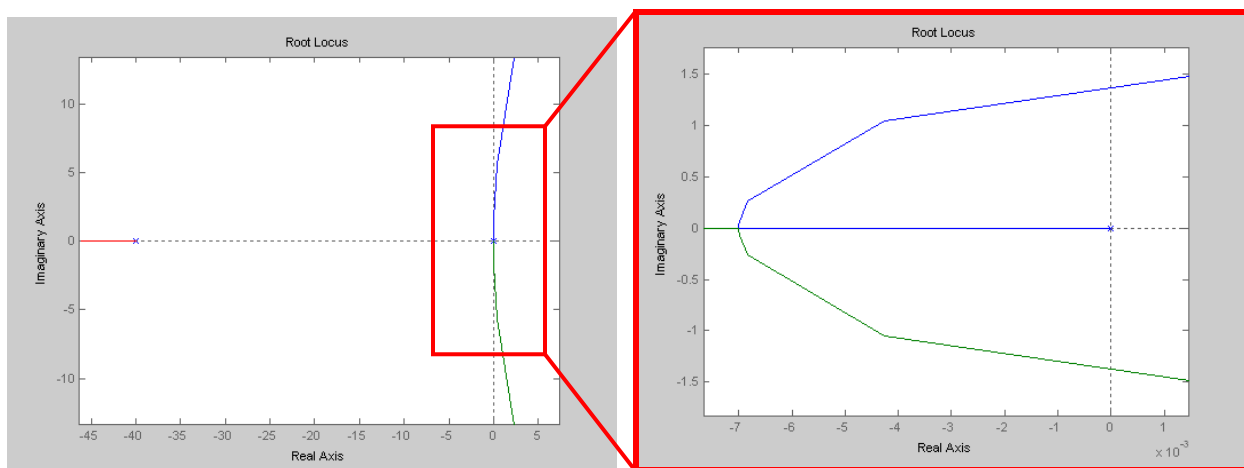 Root Locus
10
5
0
-5
-10
Imaginary Axis
-45 -40 -35 -30 -25 -20 -15 -10 -5 0 5
Real Axis
Root Locus
1.5
1
0.5
0
-0.5
-1
-1.5
Imaginary Axis
-7 -6 -5 -4 -3 -2 -1 0
x 10⁻³
Real Axis